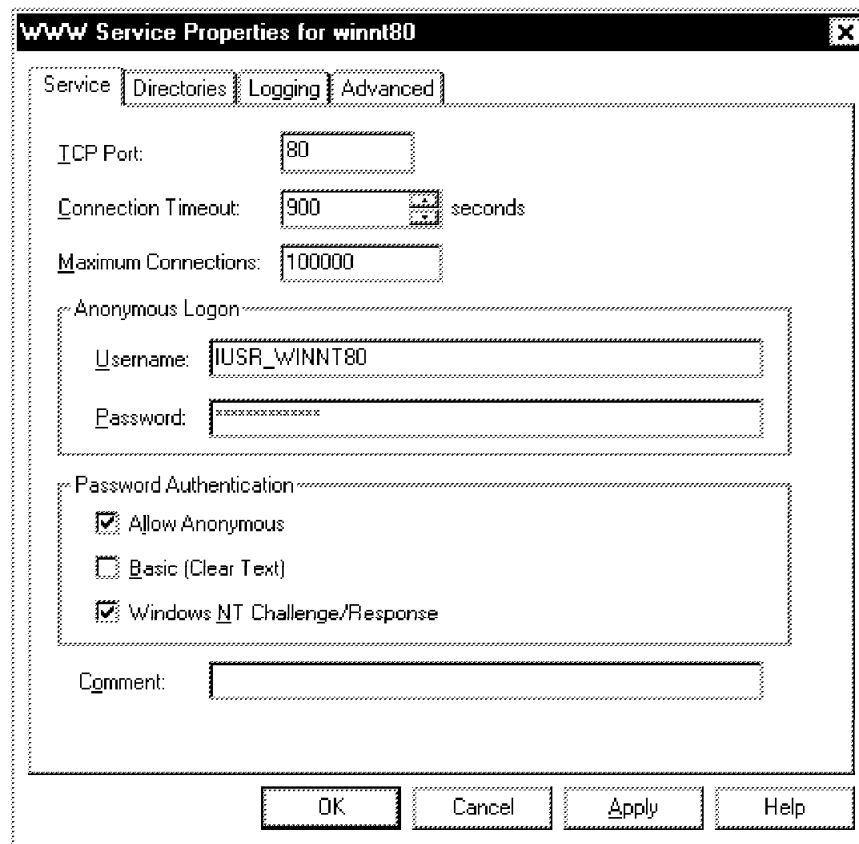 WWW Service Properties for winnt80
Service Directories Logging Advanced
TCP Port: 80
Connection Timeout: 900 seconds
Maximum Connections: 100000
Anonymous Logon
Username: IUSR_WINNT80
Password: **************
Password Authentication
Allow Anonymous
Basic (Clear Text)
Windows NT Challenge/Response
Comment:
OK Cancel Apply Help